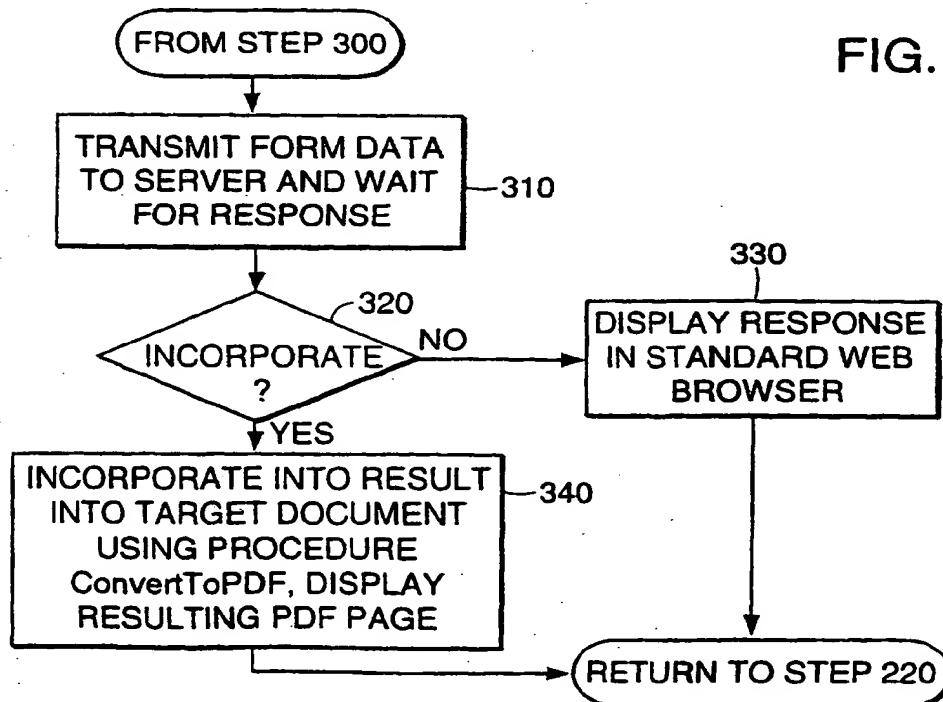 FROM STEP 300
FIG.
TRANSMIT FORM DATA
TO SERVER AND WAIT
FOR RESPONSE
310
320
INCORPORATE
?
NO
330
DISPLAY RESPONSE
IN STANDARD WEB
BROWSER
YES
INCORPORATE INTO RESULT
INTO TARGET DOCUMENT
USING PROCEDURE
ConvertToPDF, DISPLAY
RESULTING PDF PAGE
340
RETURN TO STEP 220